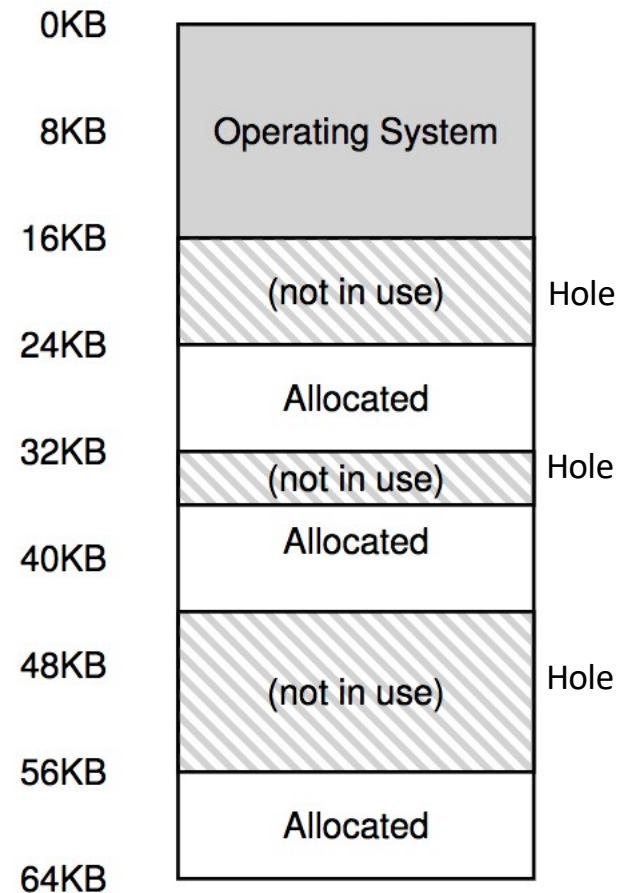 0KB
8KB
Operating System
16KB
(not in use)
Hole
24KB
Allocated
32KB
(not in use)
Hole
Allocated
40KB
48KB
(not in use)
Hole
56KB
Allocated
64KB